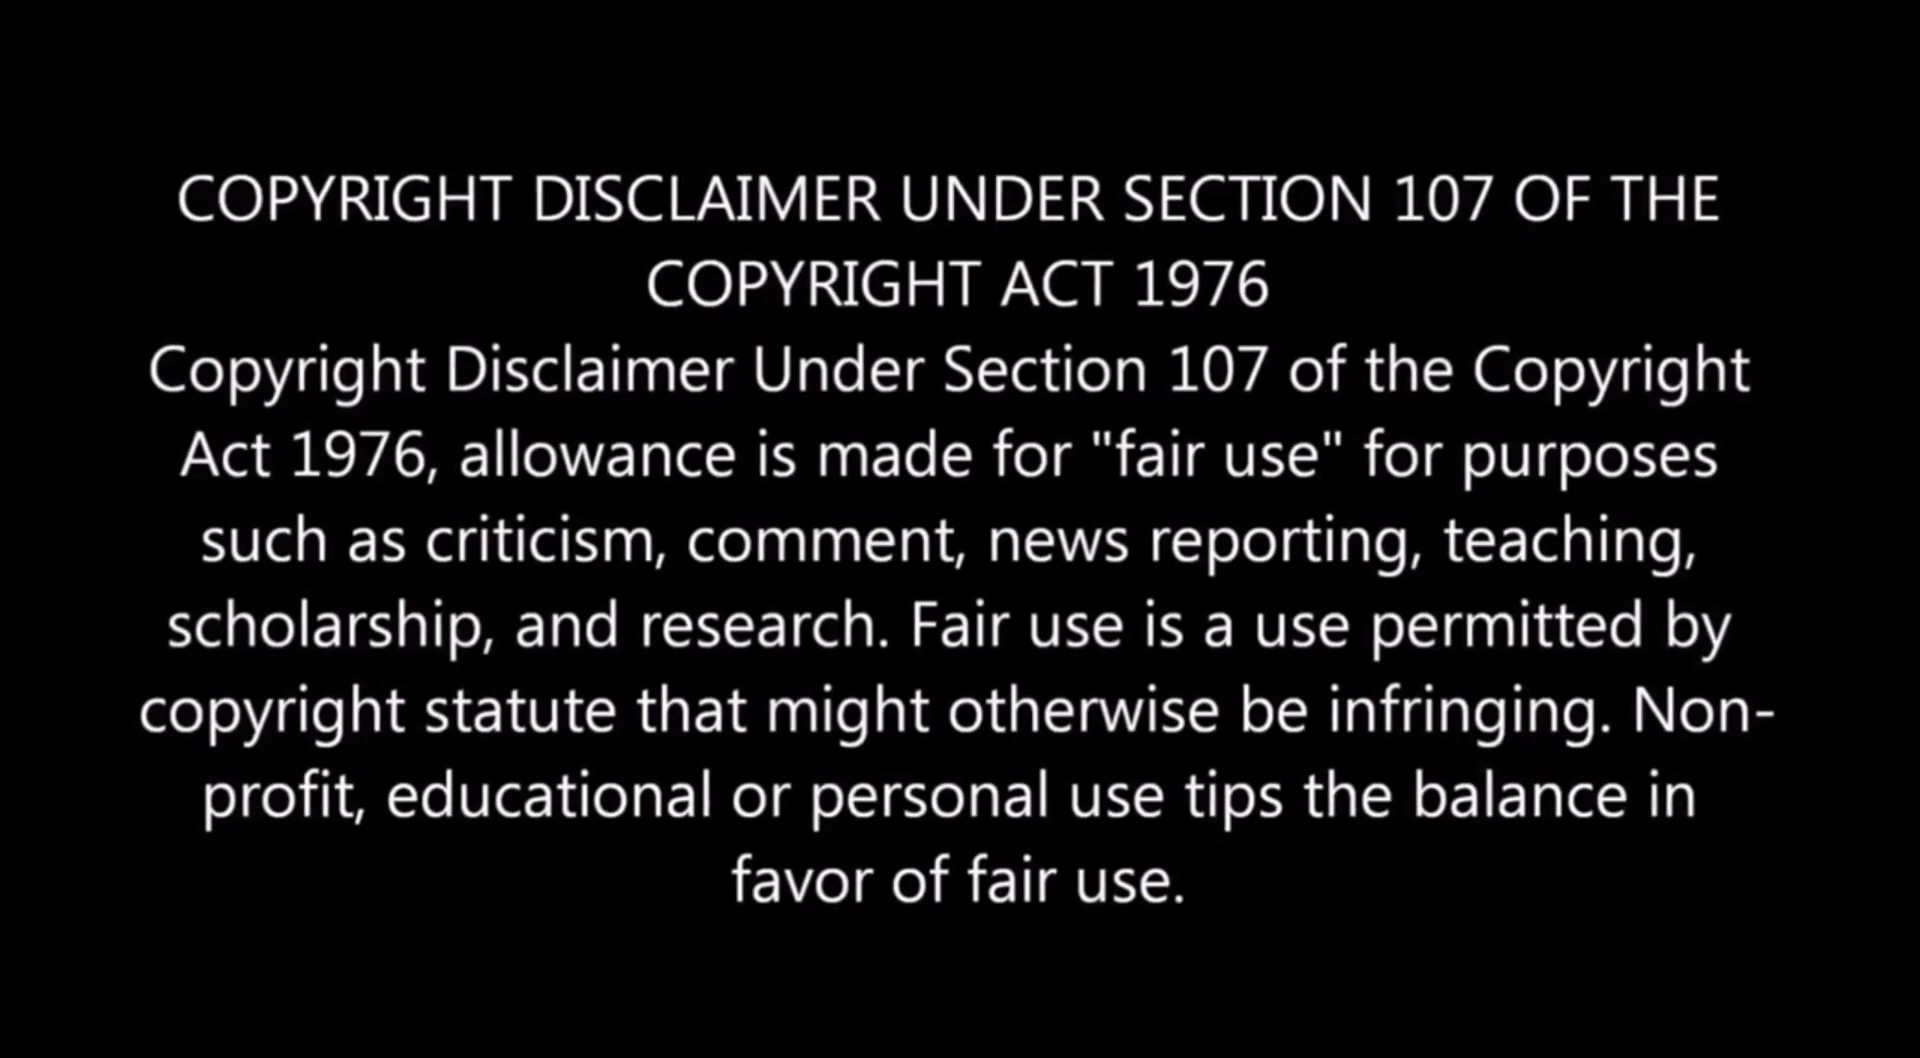 COPYRIGHT DISCLAIMER UNDER SECTION 107 OF THE
COPYRIGHT ACT 1976
Copyright Disclaimer Under Section 107 of the Copyright
Act 1976, allowance is made for "fair use" for purposes
such as criticism, comment, news reporting, teaching,
scholarship, and research. Fair use is a use permitted by
copyright statute that might otherwise be infringing. Non-
profit, educational or personal use tips the balance in
favor of fair use.